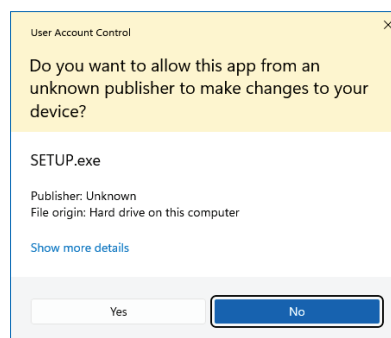 User Account Control
Do you want to allow this app from an
unknown publisher to make changes to your
device?
SETUP.exe
Publisher: Unknown
File origin: Hard drive on this computer
Show more details
Yes
No